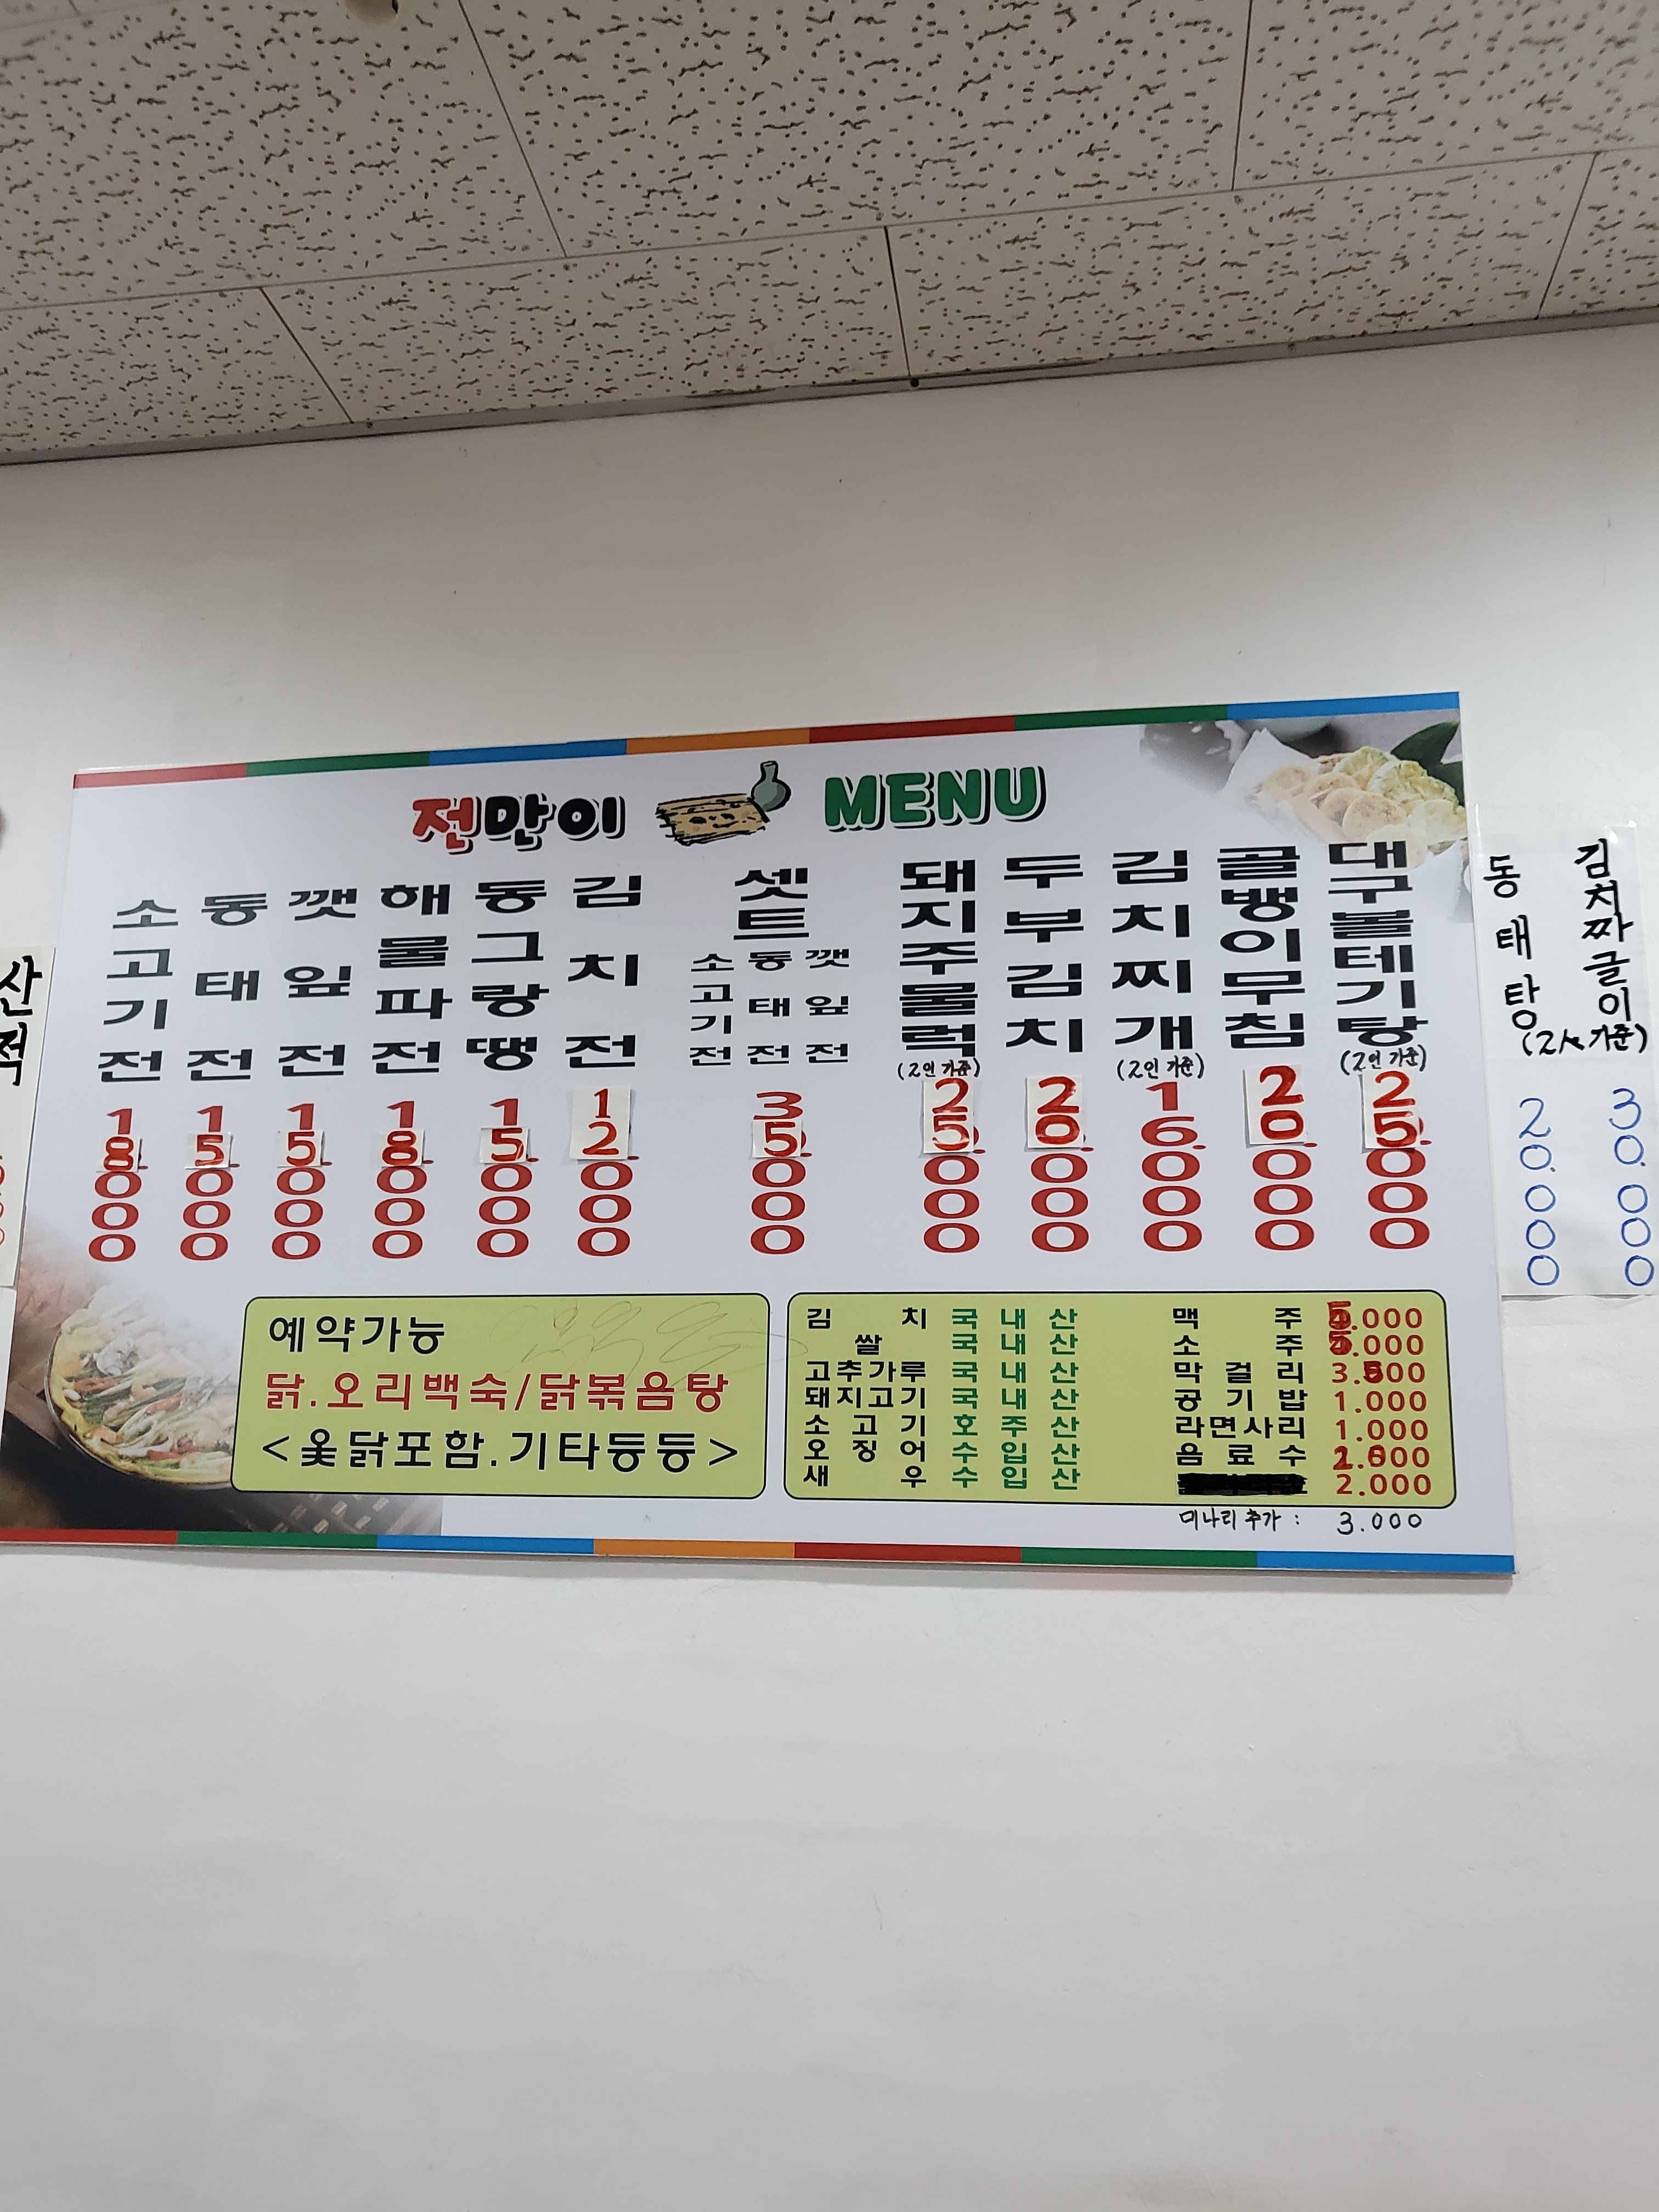 전만이 MENU
소고기전 18.000
동태전 15.000
깻잎전 15.000
해물파전 18.000
동그랑땡 15.000
김치전 12.000
셋트
소고기전 동태전 깻잎전
35.000
돼지주물럭 (2인 기준) 25.000
두부김치 20.000
김치찌개 (2인 기준) 16.000
골뱅이무침 20.000
대구볼테기탕 (2인 기준) 25.000
동태탕 20.000
김치짜글이 30.000
(2人 기준)
산적
예약가능
닭.오리백숙/닭볶음탕
<옻닭포함.기타등등>
김치 국내산
쌀 국내산
고추가루 국내산
돼지고기 국내산
소고기 호주산
오징어 수입산
새우 수입산
맥주 5.000
소주 5.000
막걸리 3.500
공기밥 1.000
라면사리 1.000
음료수
2.000
미나리 추가 : 3.000